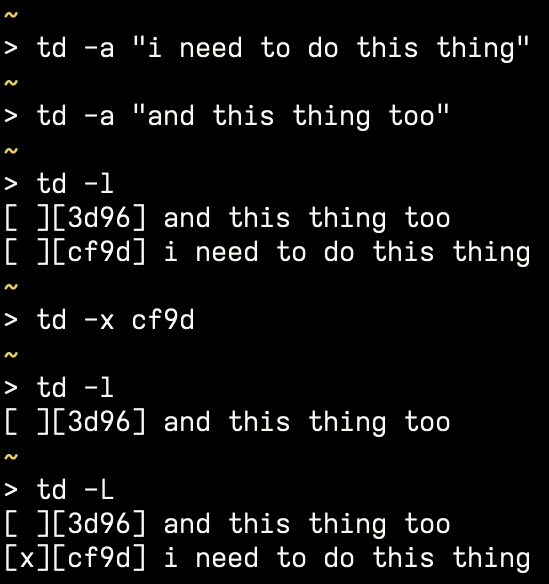 ~
> td -a "i need to do this thing"
~
> td -a "and this thing too"
~
> td -l
[ ][3d96] and this thing too
[ ][cf9d] i need to do this thing
~
> td -x cf9d
~
> td -l
[ ][3d96] and this thing too
~
> td -L
[ ][3d96] and this thing too
[x][cf9d] i need to do this thing